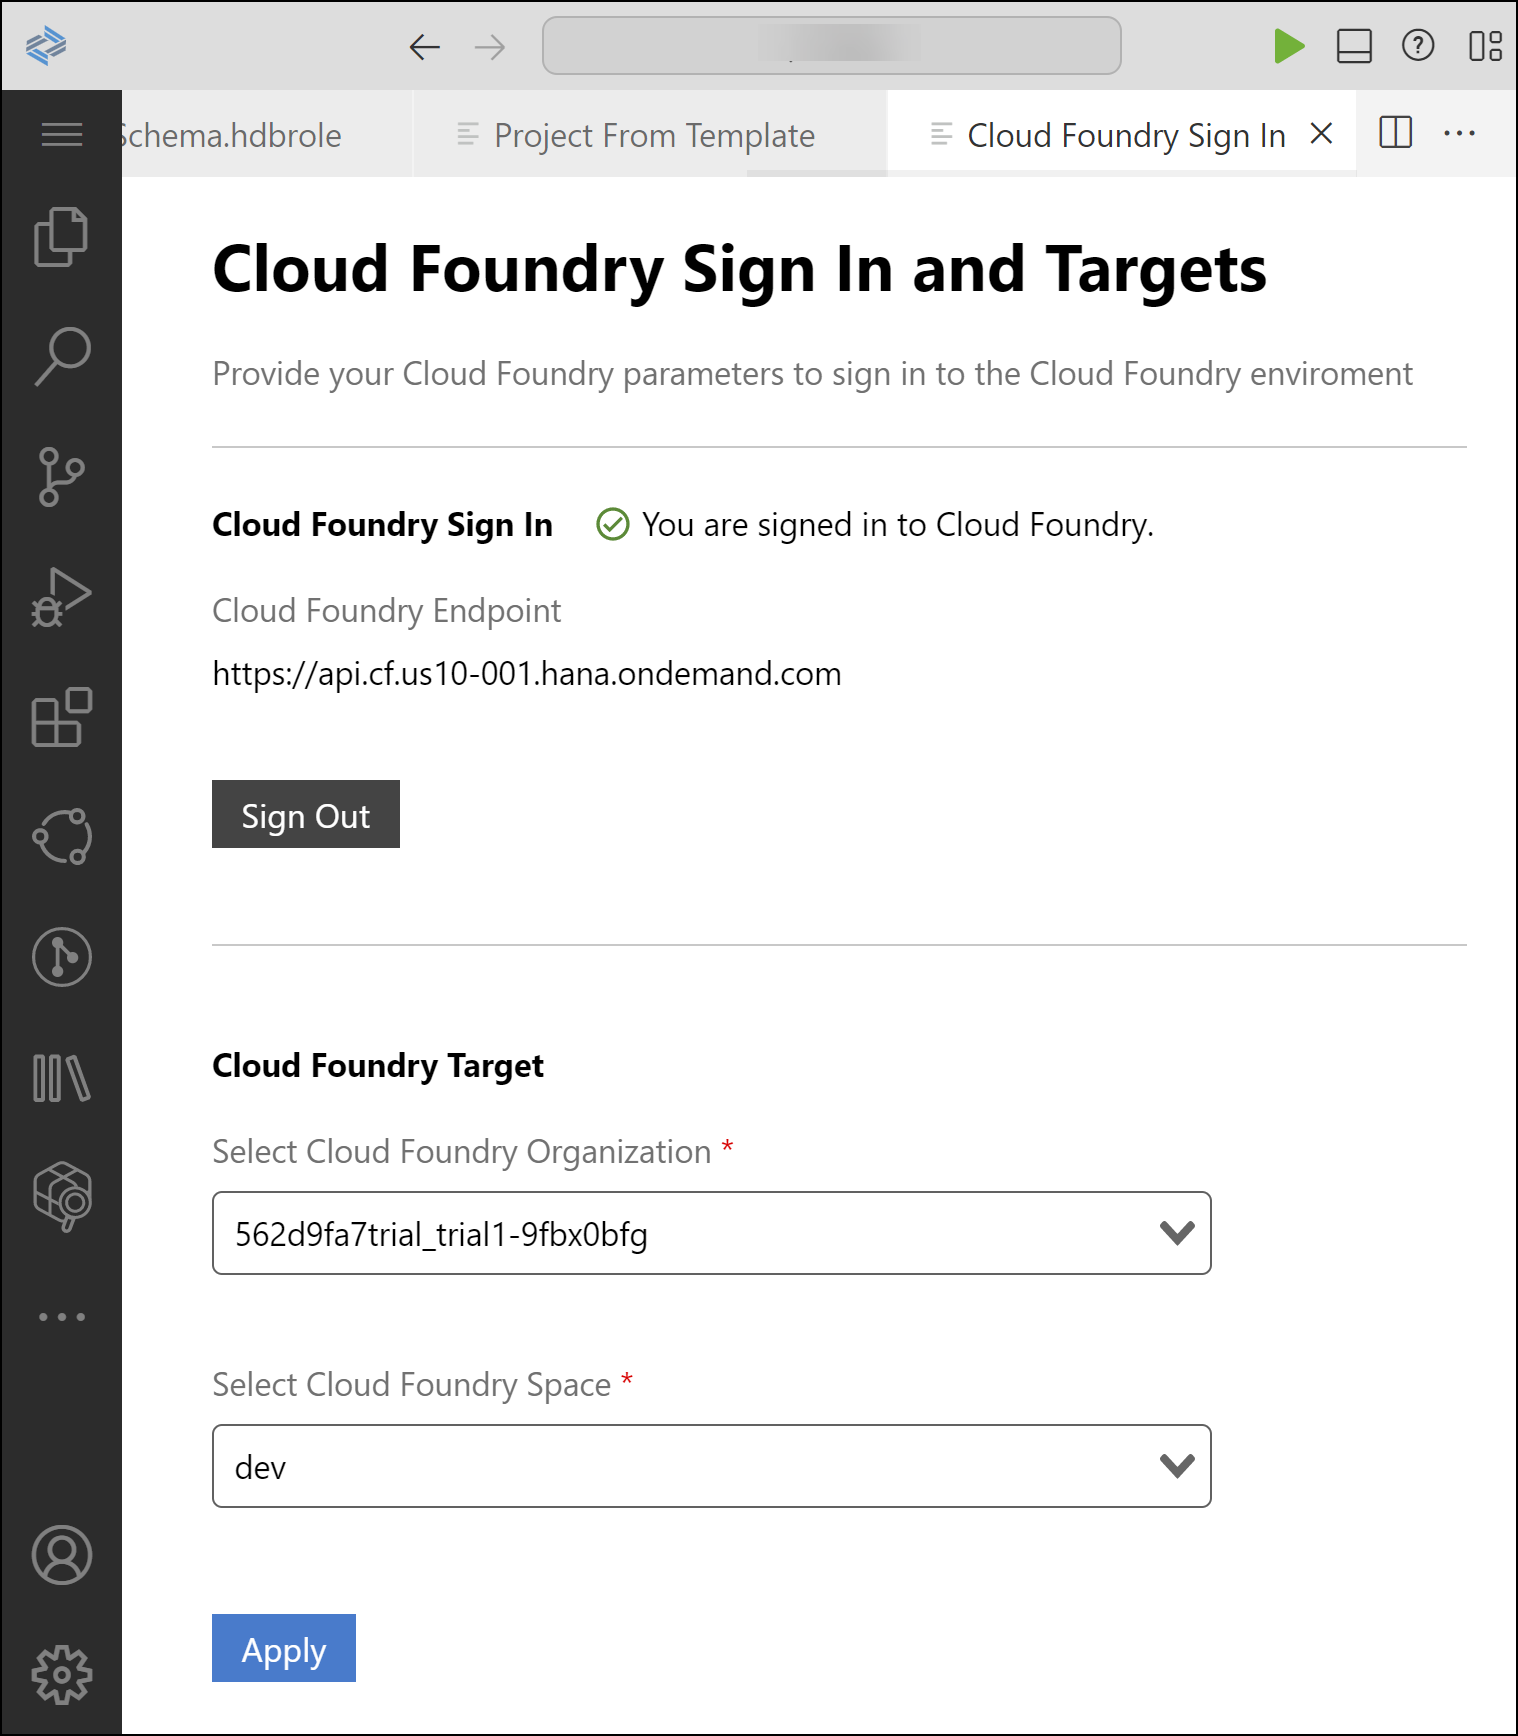 Schema.hdbrole
Project From Template
Cloud Foundry Sign In
Cloud Foundry Sign In and Targets
Provide your Cloud Foundry parameters to sign in to the Cloud Foundry enviroment
Cloud Foundry Sign In
You are signed in to Cloud Foundry.
Cloud Foundry Endpoint
https://api.cf.us10-001.hana.ondemand.com
Sign Out
Cloud Foundry Target
Select Cloud Foundry Organization *
562d9fa7trial_trial1-9fbx0bfg
Select Cloud Foundry Space *
dev
Apply